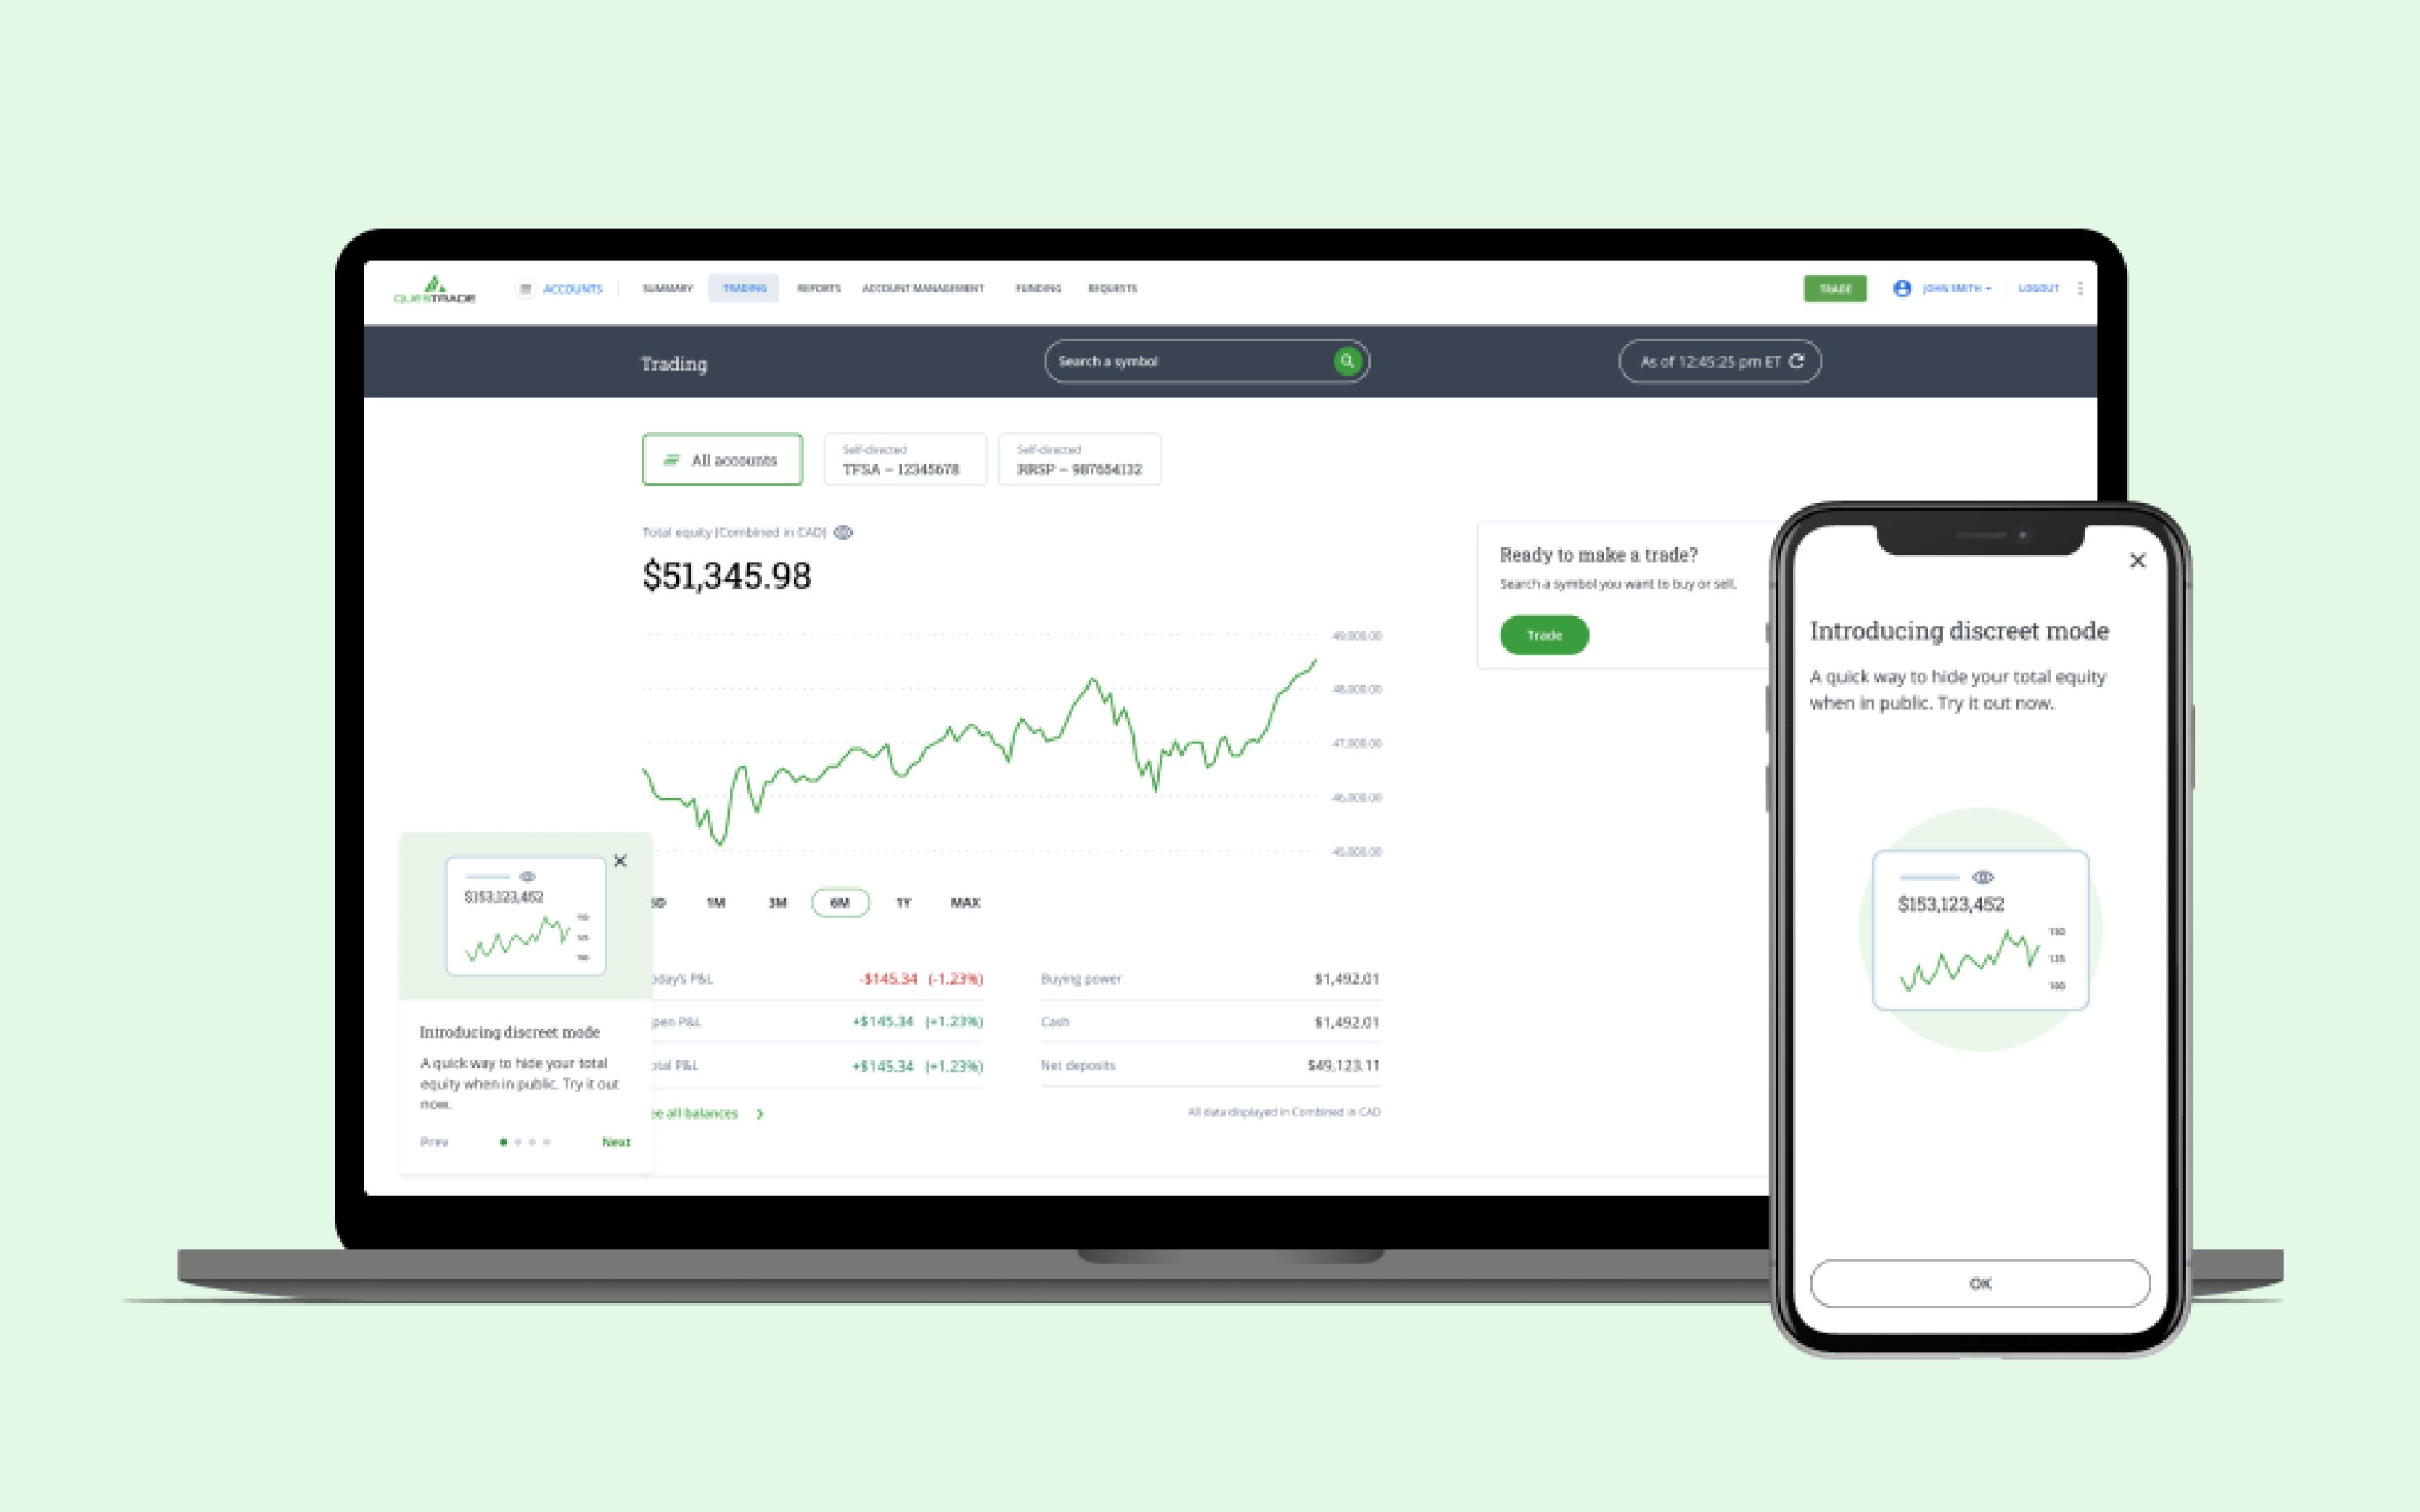 QUESTRADE
ACCOUNTS
SUMMARY
TRADING
REPORTS
ACCOUNT MANAGEMENT
FUNDING
REQUESTS
TRADE
JOHN SMITH
LOGOUT
Trading
Search a symbol
As of 12:45:25 pm ET
All accounts
Self-directed
TFSA – 12345678
Self-directed
RRSP – 987654132
Total equity (Combined in CAD)
$51,345.98
49,000.00
48,000.00
47,000.00
46,000.00
45,000.00
5D
1M
3M
6M
1Y
MAX
oday's P&L
-$145.34 (-1.23%)
pen P&L
+$145.34 (+1.23%)
otal P&L
+$145.34 (+1.23%)
ee all balances
Buying power
$1,492.01
Cash
$1,492.01
Net deposits
$49,123.11
All data displayed in Combined in CAD
Ready to make a trade?
Search a symbol you want to buy or sell.
Trade
$153,123,452
150
125
100
Introducing discreet mode
A quick way to hide your total
equity when in public. Try it out
now.
Prev
Next
Introducing discreet mode
A quick way to hide your total equity
when in public. Try it out now.
$153,123,452
150
125
100
OK